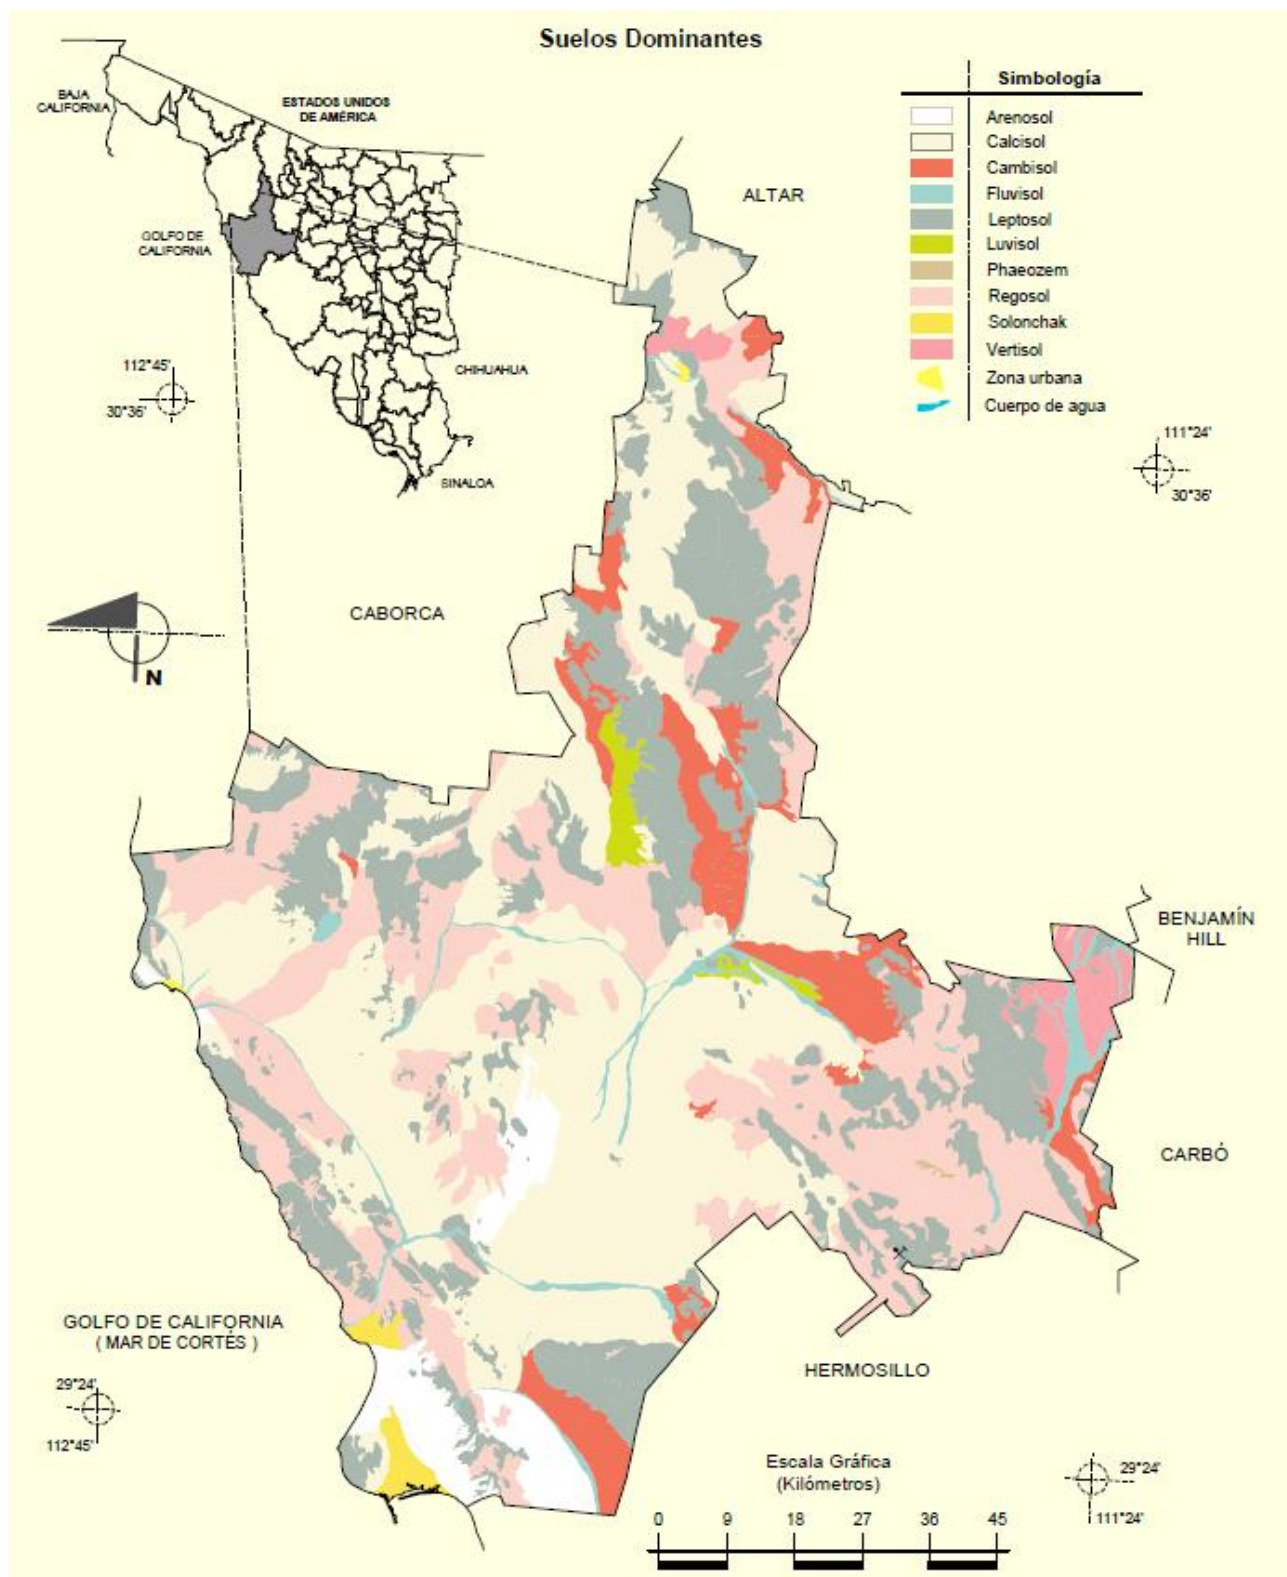 Suelos Dominantes
Simbología
Arenosol
Calcisol
Cambisol
Fluvisol
Leptosol
Luvisol
Phaeozem
Regosol
Solonchak
Vertisol
Zona urbana
Cuerpo de agua
BAJA
CALIFORNIA
ESTADOS UNIDOS
DE AMÉRICA
GOLFO DE
CALIFORNIA
CHIHUAHUA
SINALOA
112°45'
30°36'
ALTAR
111°24'
30°36'
CABORCA
N
BENJAMÍN
HILL
CARBÓ
GOLFO DE CALIFORNIA
( MAR DE CORTÉS )
HERMOSILLO
29°24'
112°45'
Escala Gráfica
(Kilómetros)
0 9 18 27 36 45
29°24'
111°24'